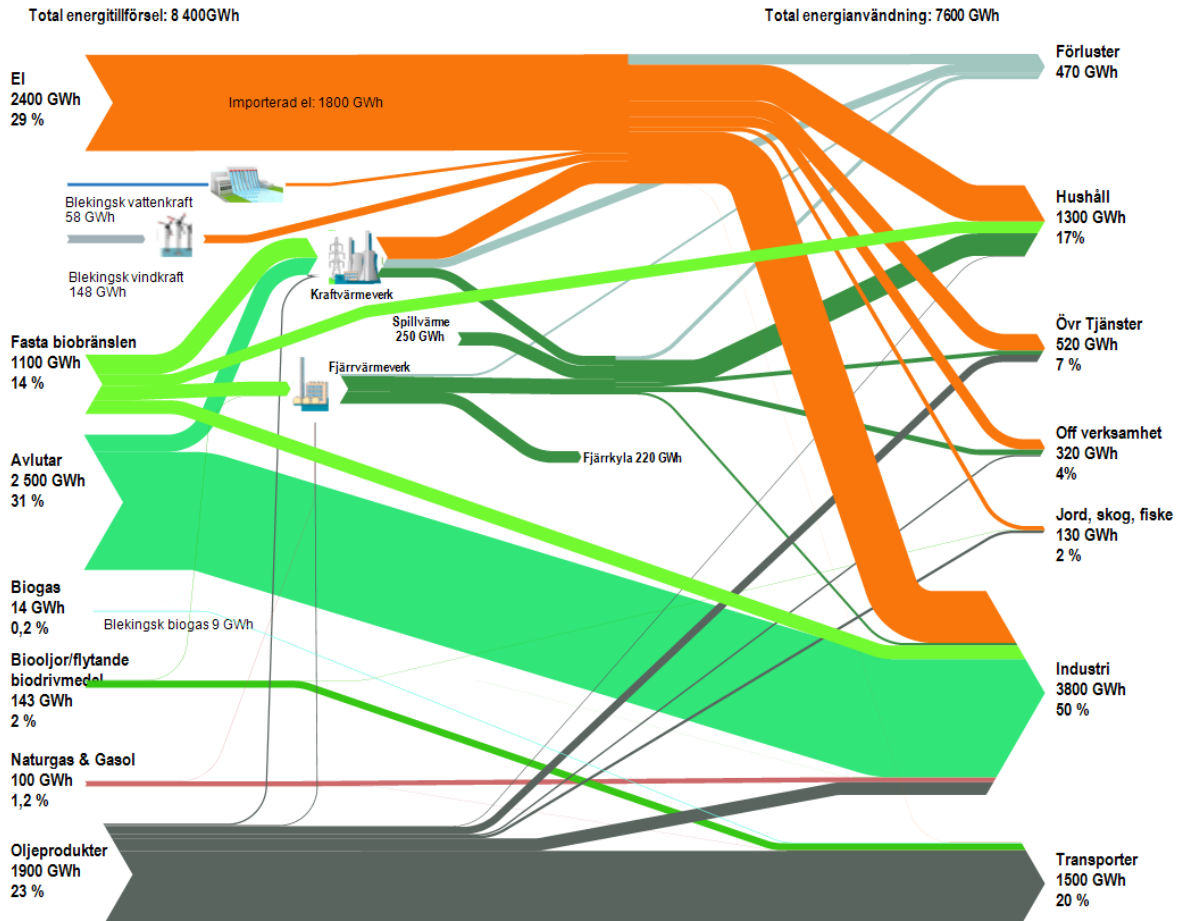 Total energitillförsel: 8 400GWh
Total energianvändning: 7600 GWh
El
2400 GWh
29 %
Importerad el: 1800 GWh
Blekingsk vattenkraft
58 GWh
Blekingsk vindkraft
148 GWh
Kraftvärmeverk
Spillvärme
250 GWh
Fjärrvärmeverk
Fjärrkyla 220 GWh
Fasta biobränslen
1100 GWh
14 %
Avlutar
2 500 GWh
31 %
Biogas
14 GWh
0,2 %
Blekingsk biogas 9 GWh
Biooljor/flytande
biodrivmedel
143 GWh
2 %
Naturgas & Gasol
100 GWh
1,2 %
Oljeprodukter
1900 GWh
23 %
Förluster
470 GWh
Hushåll
1300 GWh
17%
Övr Tjänster
520 GWh
7 %
Off verksamhet
320 GWh
4%
Jord, skog, fiske
130 GWh
2 %
Industri
3800 GWh
50 %
Transporter
1500 GWh
20 %